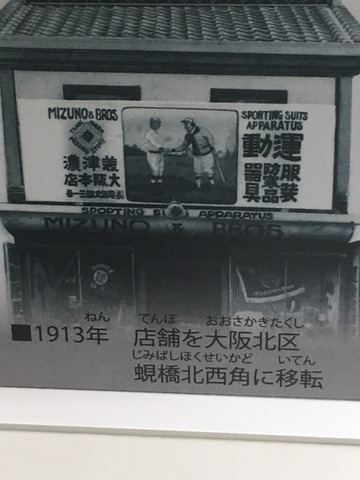 MIZUNO & BROS
SPORTING SUITS
APPARATUS
美津濃
大阪本店
運動
服装
器具
SPORTING SUITS APPARATUS
MIZUNO & BROS
ねん てんぽ おおさかきたくし
■1913年 店舗を大阪北区
じみばしほくせいかど いてん
蜆橋北西角に移転